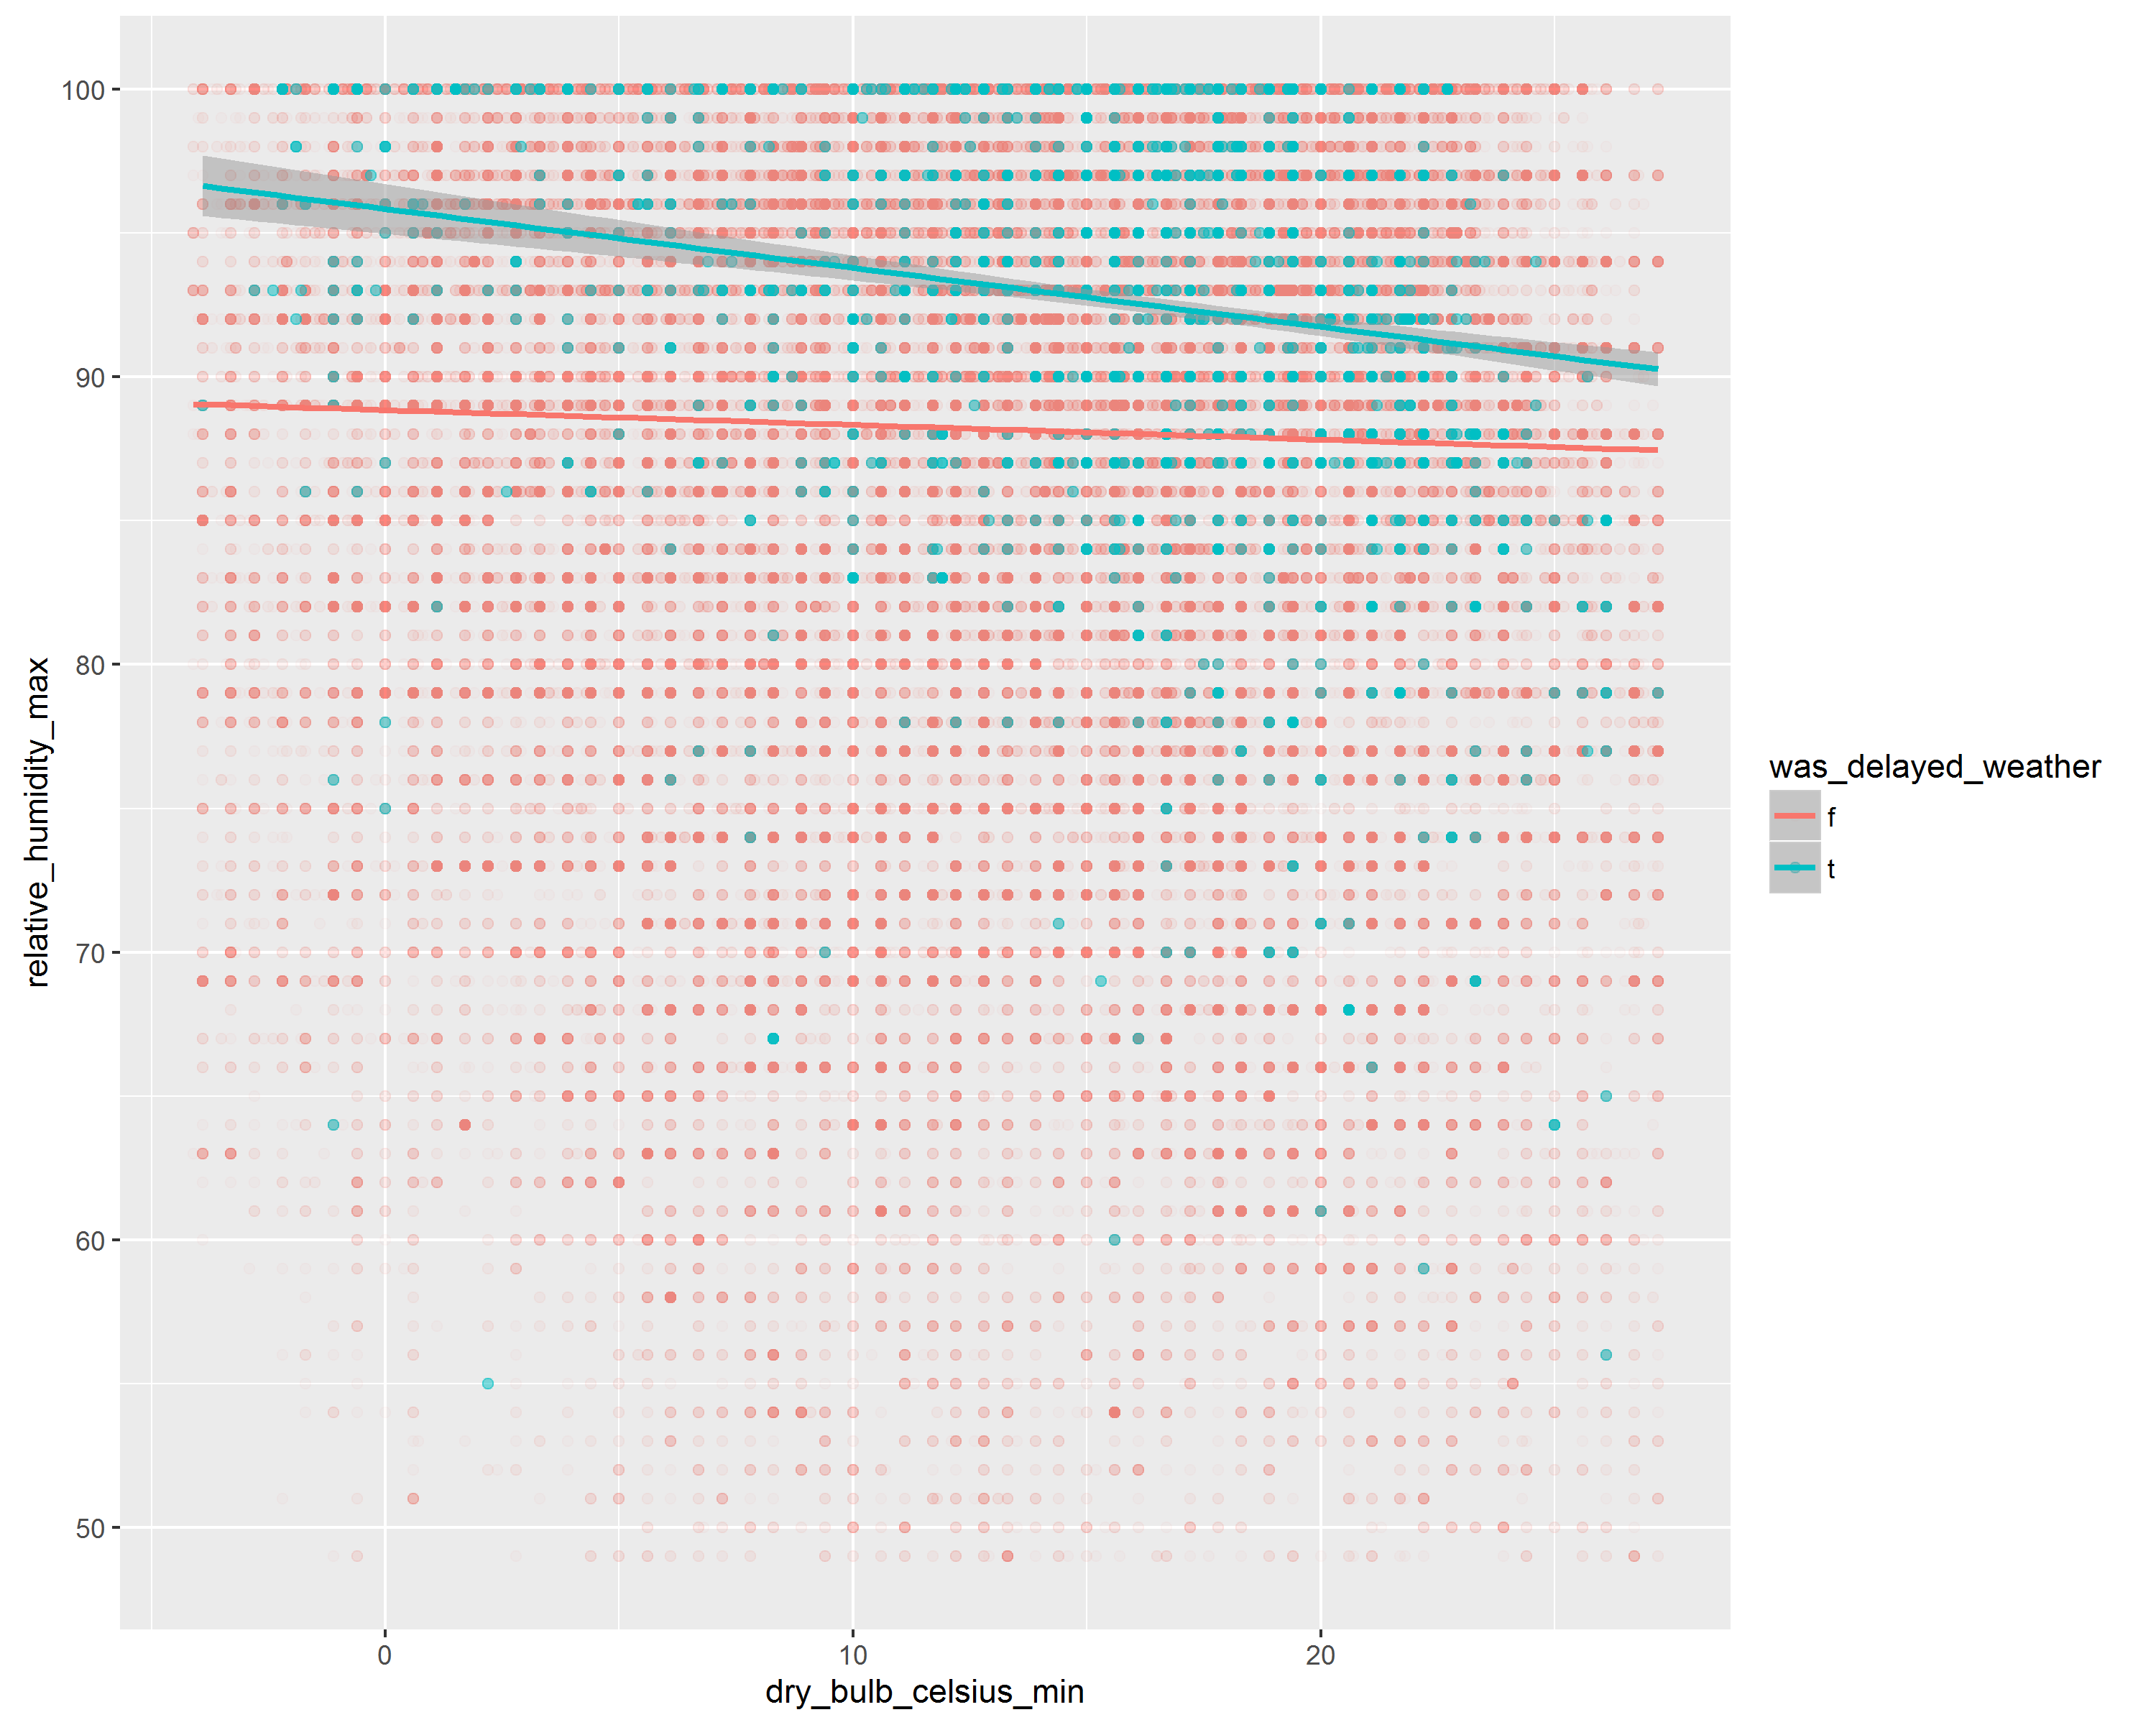 100
90
80
70
60
50
relative_humidity_max
0 10 20
dry_bulb_celsius_min
was_delayed_weather
f
t